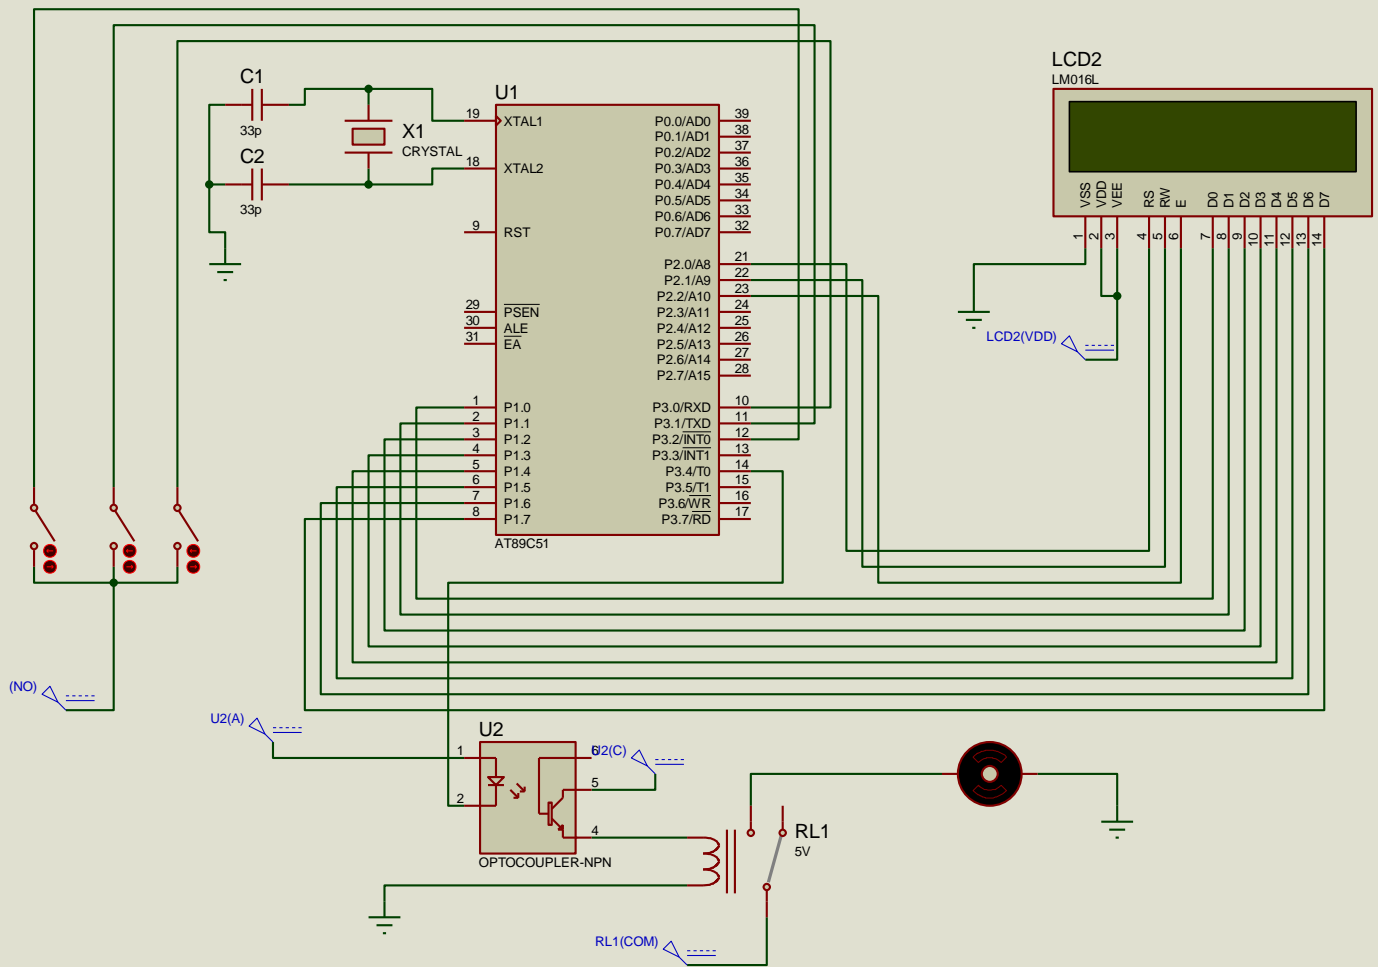 C1
33p
C2
33p
X1
CRYSTAL
U1
19 XTAL1
18 XTAL2
9 RST
29 PSEN
30 ALE
31 EA
1 P1.0
2 P1.1
3 P1.2
4 P1.3
5 P1.4
6 P1.5
7 P1.6
8 P1.7
P0.0/AD0 39
P0.1/AD1 38
P0.2/AD2 37
P0.3/AD3 36
P0.4/AD4 35
P0.5/AD5 34
P0.6/AD6 33
P0.7/AD7 32
P2.0/A8 21
P2.1/A9 22
P2.2/A10 23
P2.3/A11 24
P2.4/A12 25
P2.5/A13 26
P2.6/A14 27
P2.7/A15 28
P3.0/RXD 10
P3.1/TXD 11
P3.2/INT0 12
P3.3/INT1 13
P3.4/T0 14
P3.5/T1 15
P3.6/WR 16
P3.7/RD 17
AT89C51
LCD2
LM016L
VSS VDD VEE RS RW E D0 D1 D2 D3 D4 D5 D6 D7
1 2 3 4 5 6 7 8 9 10 11 12 13 14
LCD2(VDD)
(NO)
U2(A)
U2
1
2
6
U2(C)
5
4
OPTOCOUPLER-NPN
RL1
5V
RL1(COM)